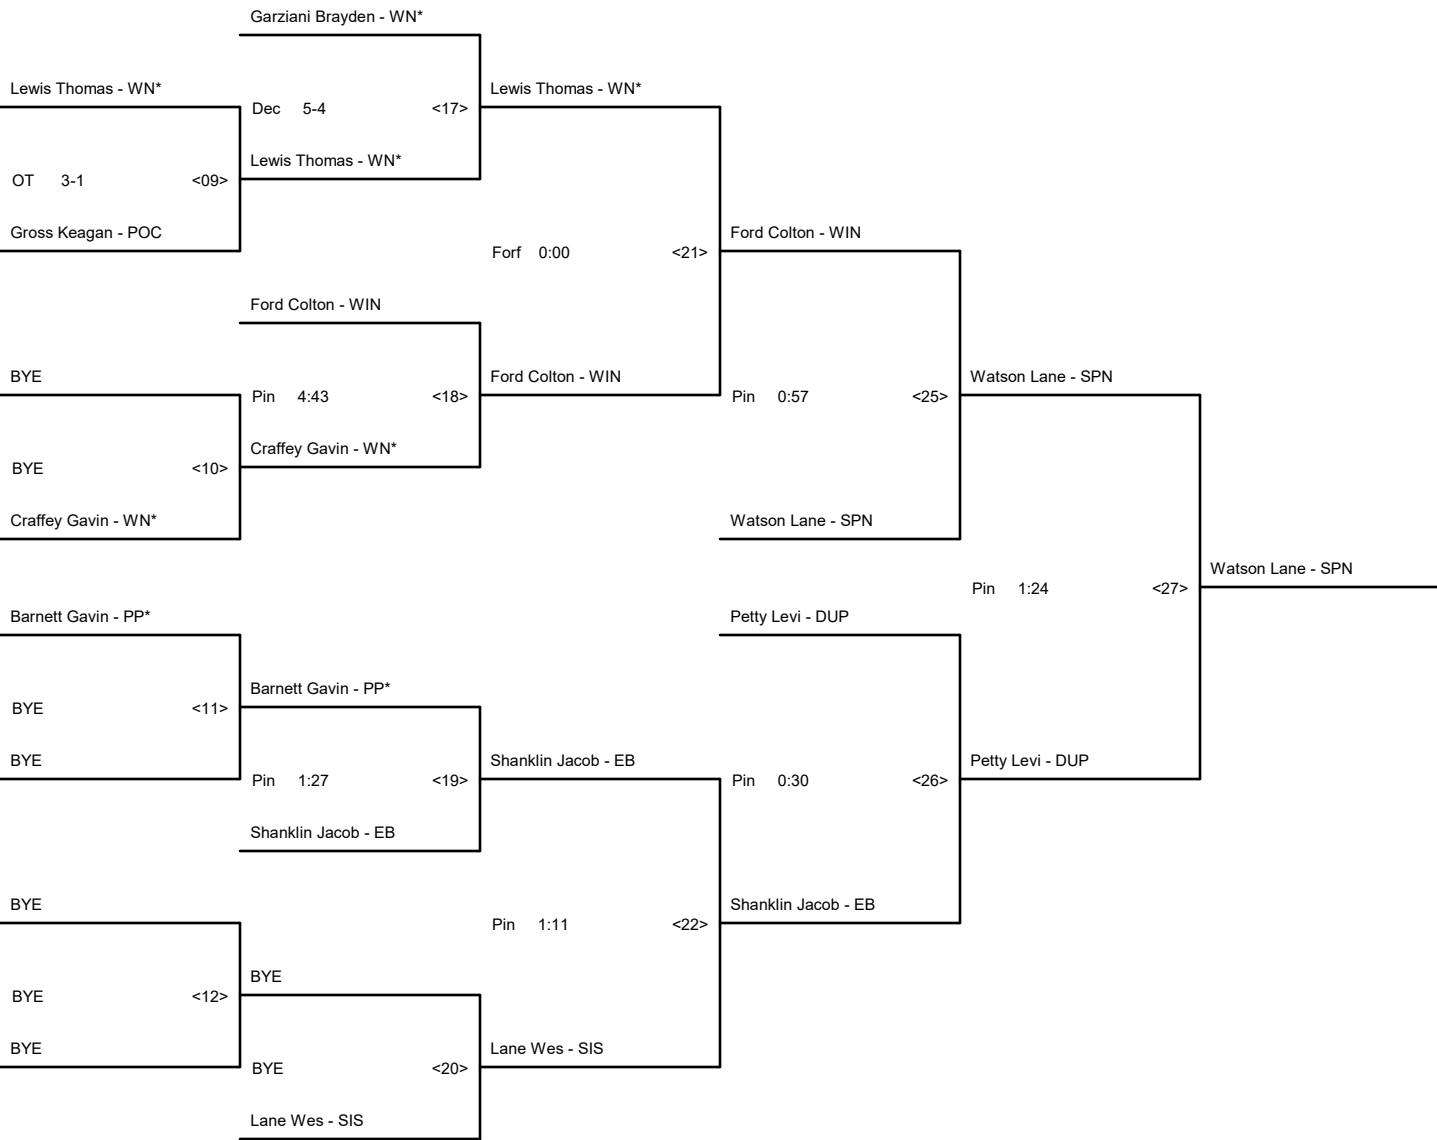 Garziani Brayden - WN*
Lewis Thomas - WN*
Lewis Thomas - WN*
Dec 5-4 <17>
Lewis Thomas - WN*
OT 3-1 <09>
Gross Keagan - POC
Ford Colton - WIN
Forf 0:00 <21>
Ford Colton - WIN
BYE
Ford Colton - WIN
Watson Lane - SPN
Pin 4:43 <18>
Pin 0:57 <25>
Craffey Gavin - WN*
BYE <10>
Craffey Gavin - WN*
Watson Lane - SPN
Watson Lane - SPN
Pin 1:24 <27>
Barnett Gavin - PP*
Petty Levi - DUP
Barnett Gavin - PP*
BYE <11>
BYE
Shanklin Jacob - EB
Petty Levi - DUP
Pin 1:27 <19>
Pin 0:30 <26>
Shanklin Jacob - EB
BYE
Shanklin Jacob - EB
Pin 1:11 <22>
BYE
BYE <12>
BYE
Lane Wes - SIS
BYE <20>
Lane Wes - SIS